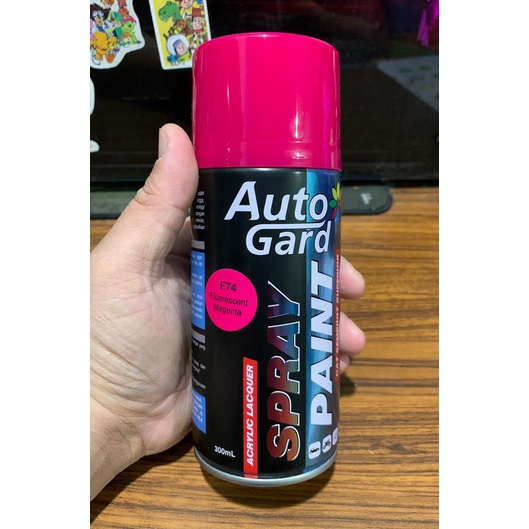 Auto
Gard
F74
Fluorescent
Magenta
SPRAY
PAINT
ACRYLIC LACQUER
300mL